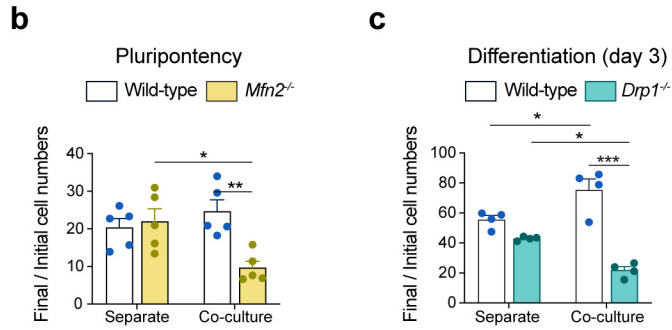 b
Pluripontency
Wild-type Mfn2-/-
Final / Initial cell numbers
40
30
20
10
0
*
**
Separate Co-culture
c
Differentiation (day 3)
Wild-type Drp1-/-
Final / Initial cell numbers
100
80
60
40
20
0
*
*
***
Separate Co-culture